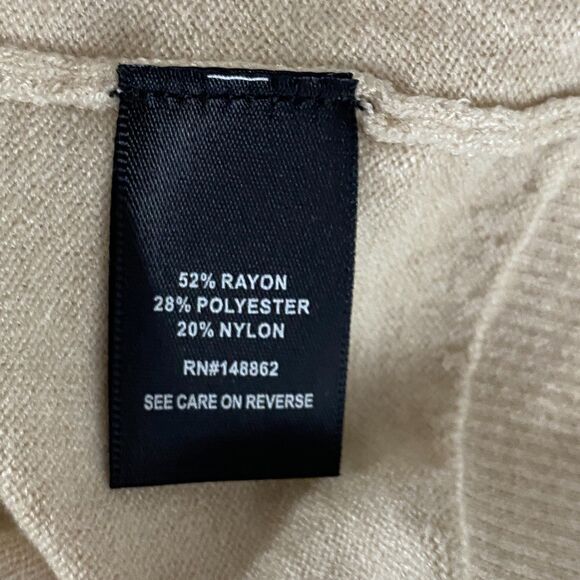 52% RAYON
28% POLYESTER
20% NYLON
RN#148862
SEE CARE ON REVERSE